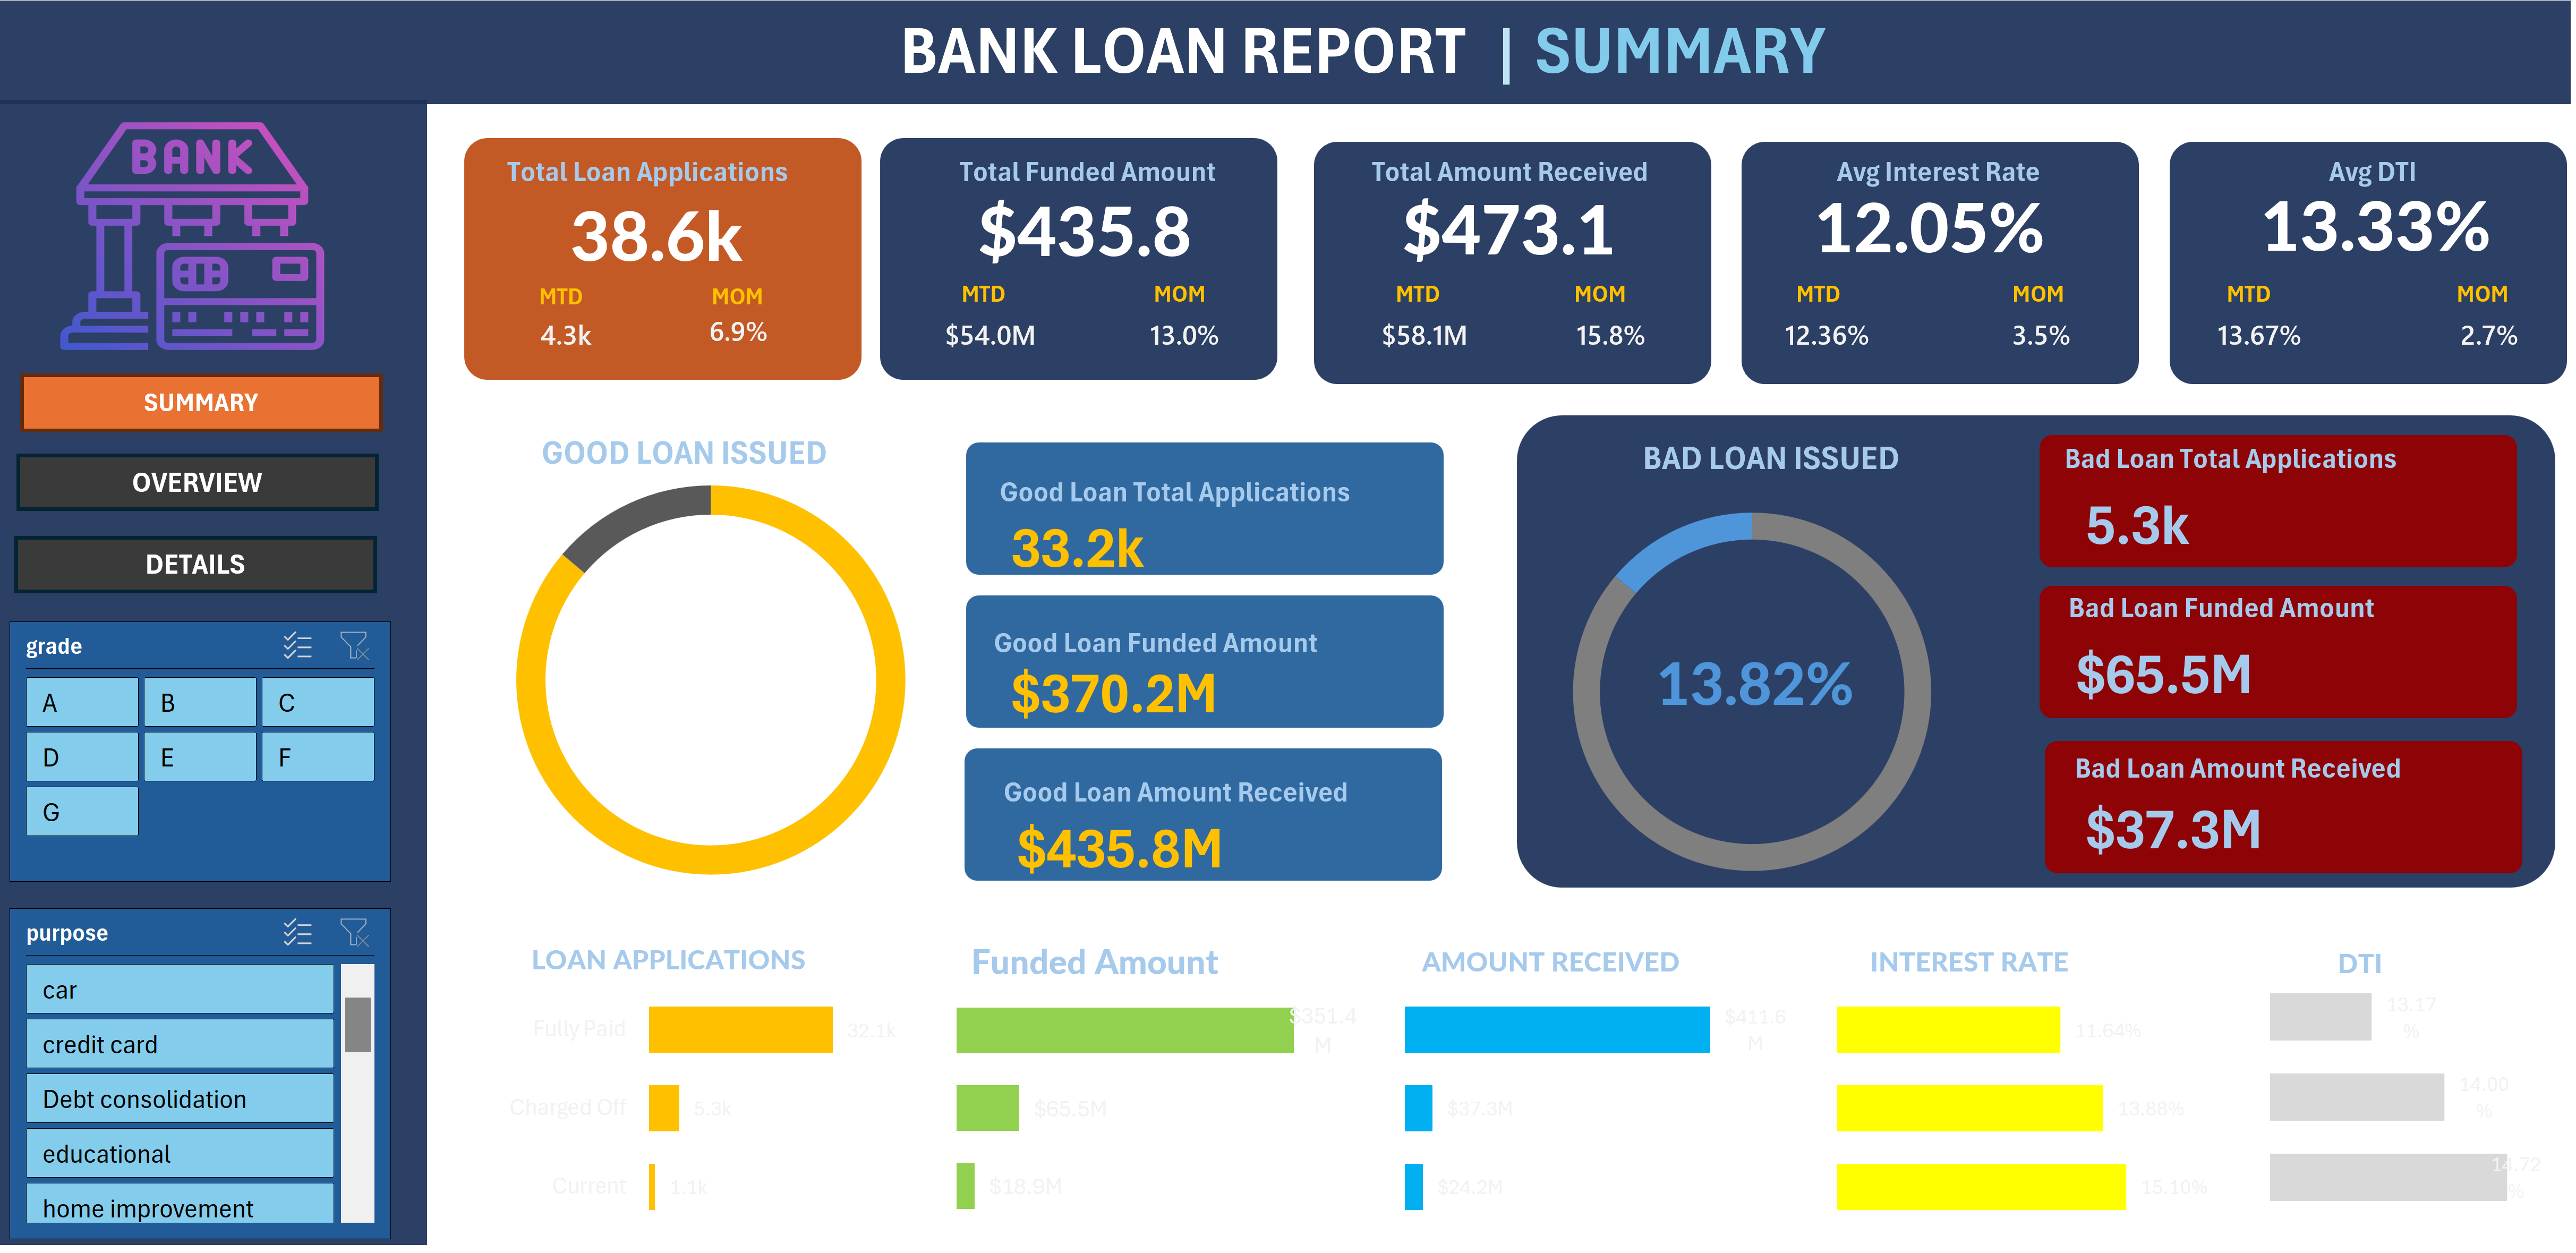 BANK LOAN REPORT | SUMMARY
BANK
SUMMARY
OVERVIEW
DETAILS
grade
A B C
D E F
G
purpose
car
credit card
Debt consolidation
educational
home improvement
Total Loan Applications
38.6k
MTD MOM
4.3k 6.9%
Total Funded Amount
$435.8
MTD MOM
$54.0M 13.0%
Total Amount Received
$473.1
MTD MOM
$58.1M 15.8%
Avg Interest Rate
12.05%
MTD MOM
12.36% 3.5%
Avg DTI
13.33%
MTD MOM
13.67% 2.7%
GOOD LOAN ISSUED
Good Loan Total Applications
33.2k
Good Loan Funded Amount
$370.2M
Good Loan Amount Received
$435.8M
BAD LOAN ISSUED
13.82%
Bad Loan Total Applications
5.3k
Bad Loan Funded Amount
$65.5M
Bad Loan Amount Received
$37.3M
LOAN APPLICATIONS
Fully Paid 32.1k
Charged Off 5.3k
Current 1.1k
Funded Amount
$351.4
M
$65.5M
$18.9M
AMOUNT RECEIVED
$411.6
M
$37.3M
$24.2M
INTEREST RATE
11.64%
13.88%
15.10%
DTI
13.17
%
14.00
%
14.72
%